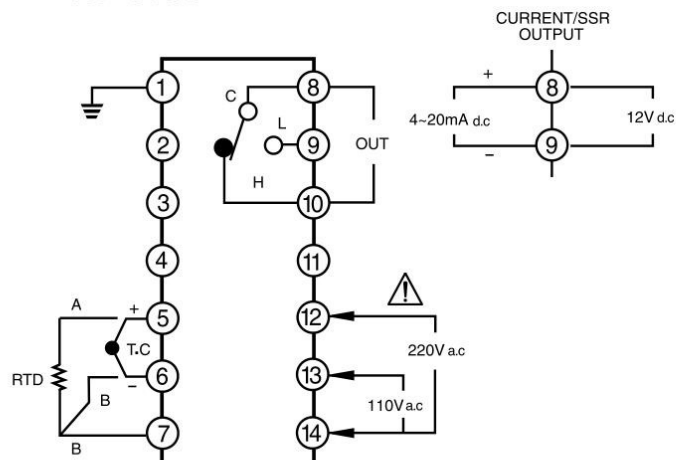 CURRENT/SSR
OUTPUT
1
2
3
4
5
6
7
8
9
10
11
12
13
14
C
L
H
OUT
+
8
4~20mA d.c
12V d.c
9
−
A
+
T.C
RTD
B
−
B
220V a.c
110V a.c